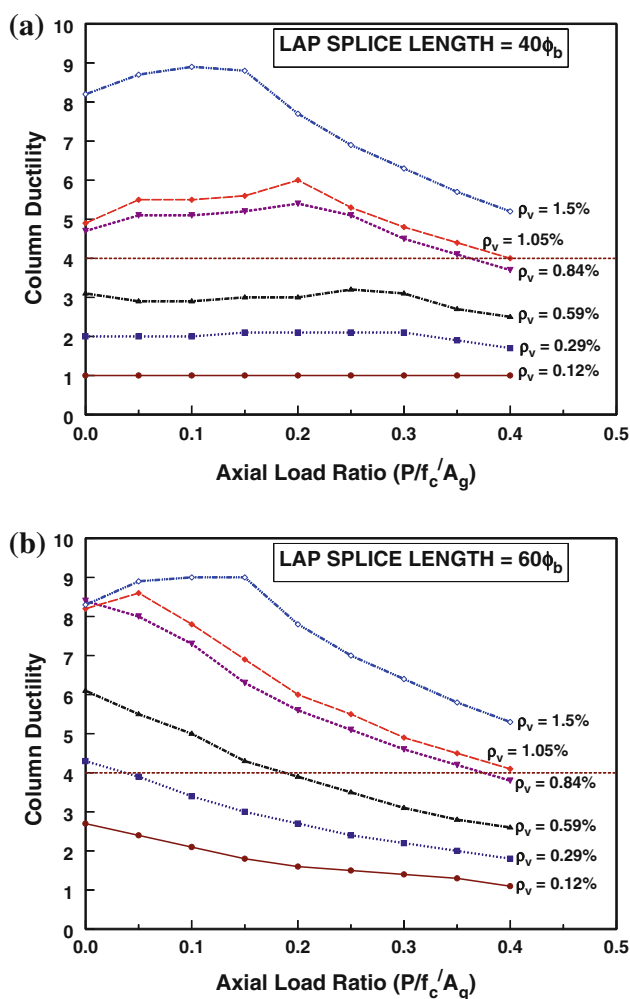 (a)
LAP SPLICE LENGTH = 40ϕb
10
9
8
7
6
5
4
3
2
1
0
Column Ductility
ρv = 1.5%
ρv = 1.05%
ρv = 0.84%
ρv = 0.59%
ρv = 0.29%
ρv = 0.12%
0.0 0.1 0.2 0.3 0.4 0.5
Axial Load Ratio (P/fc/Ag)
(b)
LAP SPLICE LENGTH = 60ϕb
10
9
8
7
6
5
4
3
2
1
0
Column Ductility
ρv = 1.5%
ρv = 1.05%
ρv = 0.84%
ρv = 0.59%
ρv = 0.29%
ρv = 0.12%
0.0 0.1 0.2 0.3 0.4 0.5
Axial Load Ratio (P/fc/Ag)